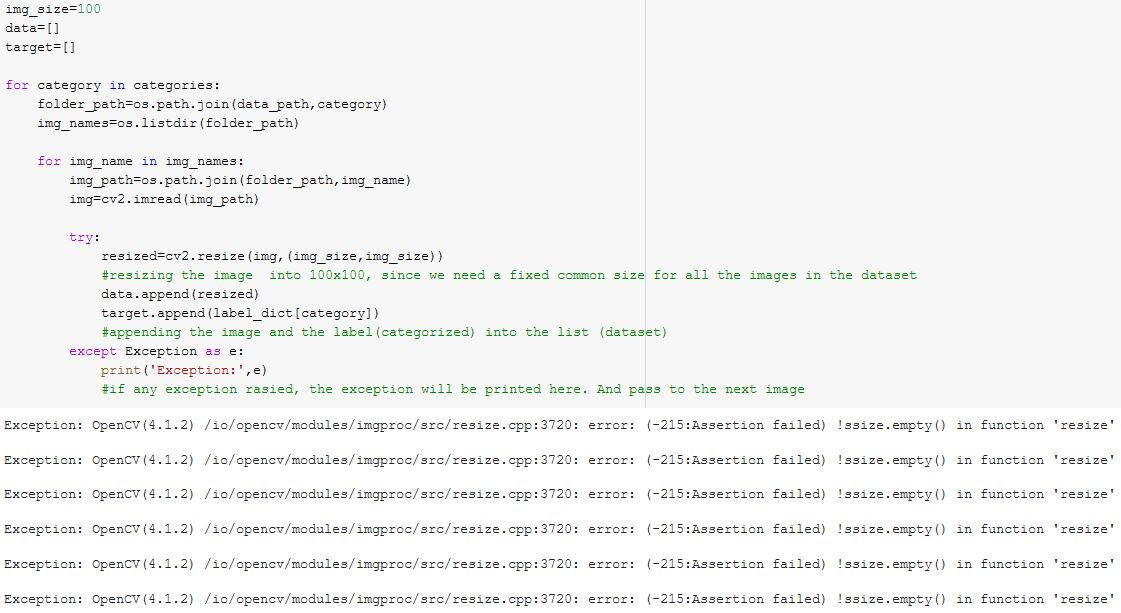 img_size=100
data=[]
target=[]
for category in categories:
    folder_path=os.path.join(data_path,category)
    img_names=os.listdir(folder_path)
    for img_name in img_names:
        img_path=os.path.join(folder_path,img_name)
        img=cv2.imread(img_path)
        try:
            resized=cv2.resize(img,(img_size,img_size))
            #resizing the image  into 100x100, since we need a fixed common size for all the images in the dataset
            data.append(resized)
            target.append(label_dict[category])
            #appending the image and the label(categorized) into the list (dataset)
        except Exception as e:
            print('Exception:',e)
            #if any exception rasied, the exception will be printed here. And pass to the next image
Exception: OpenCV(4.1.2) /io/opencv/modules/imgproc/src/resize.cpp:3720: error: (-215:Assertion failed) !ssize.empty() in function 'resize'
Exception: OpenCV(4.1.2) /io/opencv/modules/imgproc/src/resize.cpp:3720: error: (-215:Assertion failed) !ssize.empty() in function 'resize'
Exception: OpenCV(4.1.2) /io/opencv/modules/imgproc/src/resize.cpp:3720: error: (-215:Assertion failed) !ssize.empty() in function 'resize'
Exception: OpenCV(4.1.2) /io/opencv/modules/imgproc/src/resize.cpp:3720: error: (-215:Assertion failed) !ssize.empty() in function 'resize'
Exception: OpenCV(4.1.2) /io/opencv/modules/imgproc/src/resize.cpp:3720: error: (-215:Assertion failed) !ssize.empty() in function 'resize'
Exception: OpenCV(4.1.2) /io/opencv/modules/imgproc/src/resize.cpp:3720: error: (-215:Assertion failed) !ssize.empty() in function 'resize'